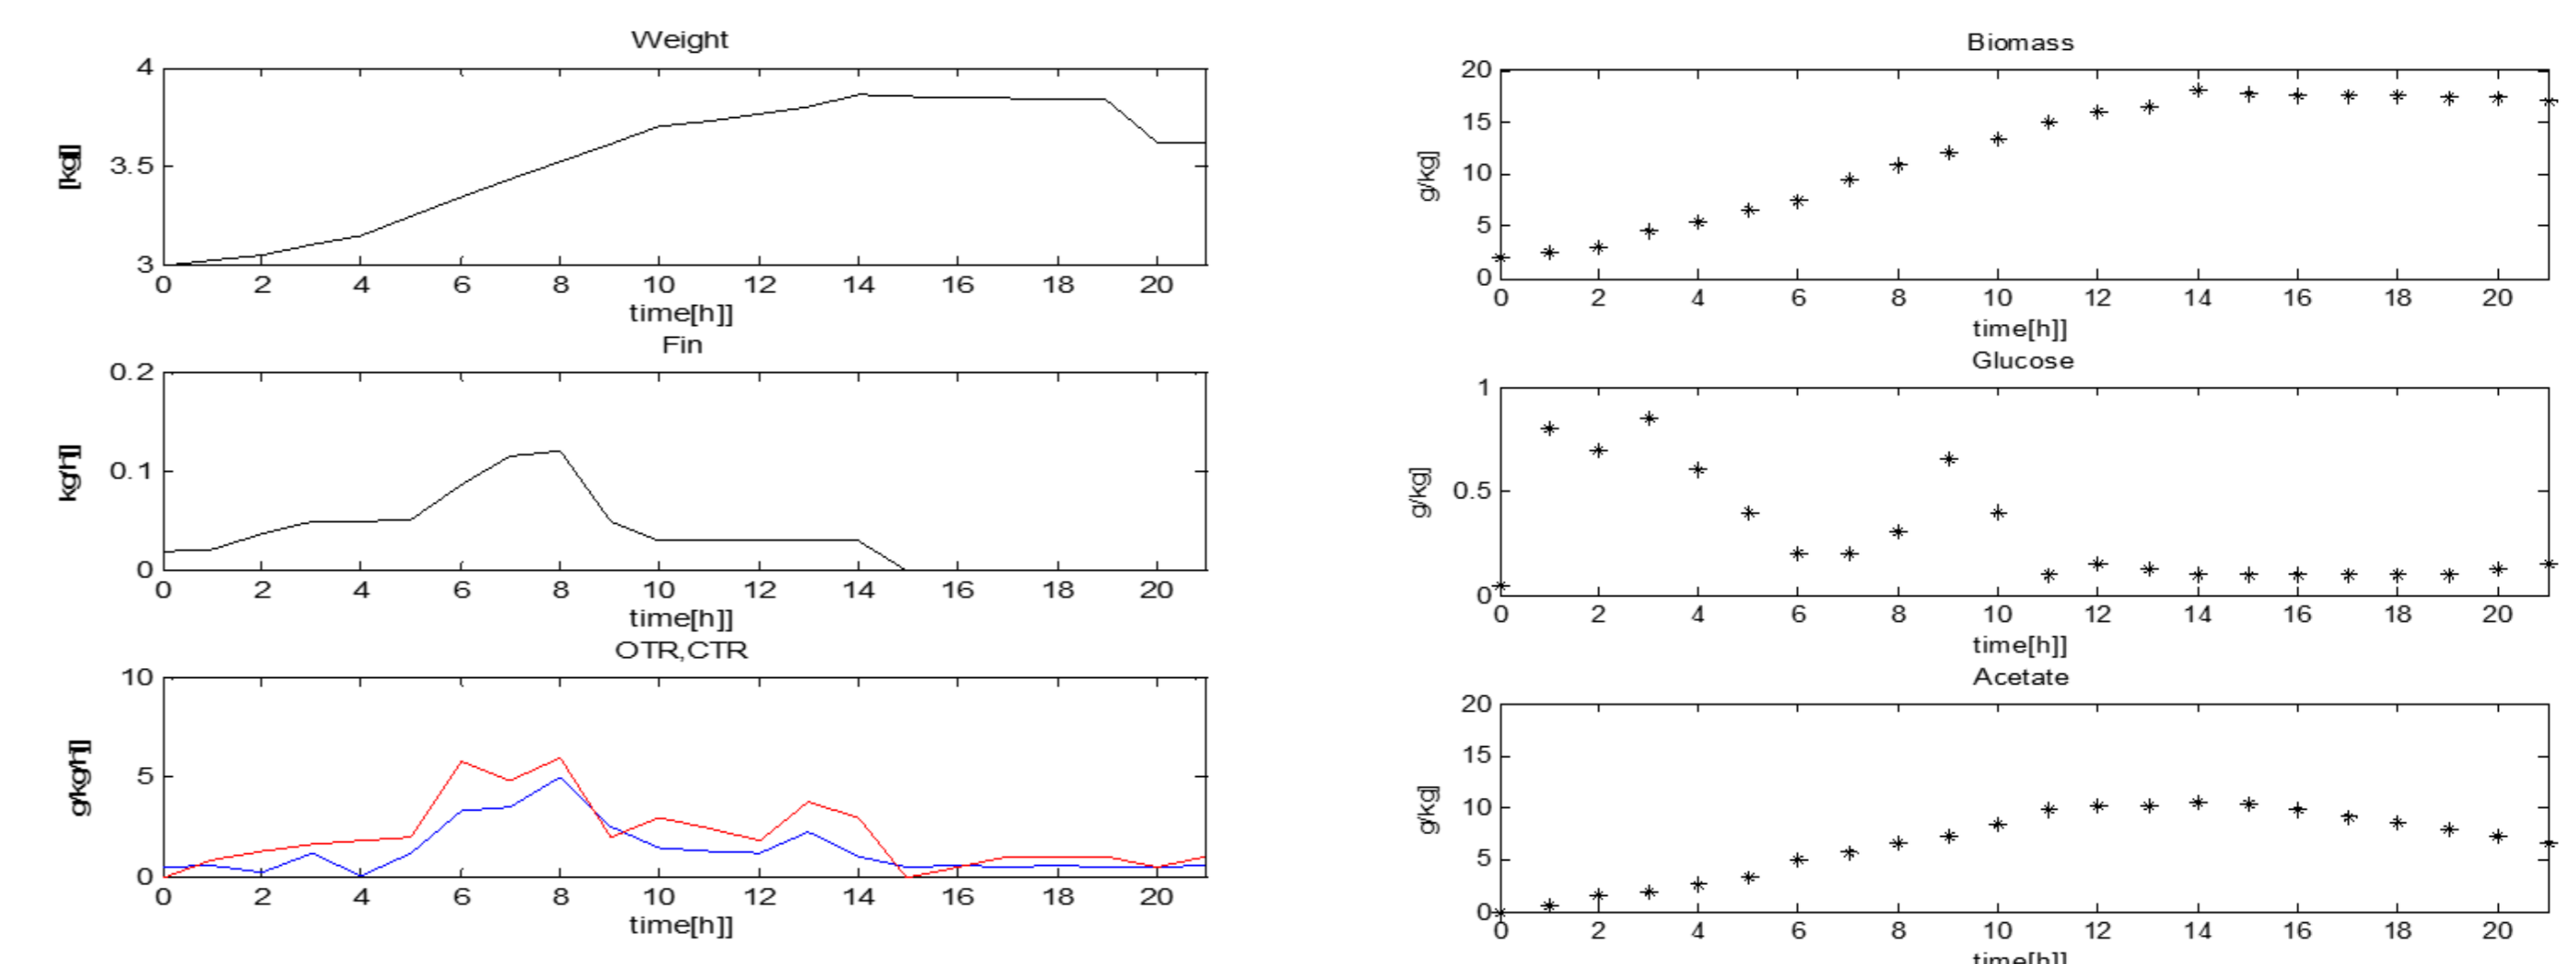 Weight
4
3.5
3
[kg]]
0 2 4 6 8 10 12 14 16 18 20
time[h]]
Fin
0.2
0.1
0
kg/h]]
0 2 4 6 8 10 12 14 16 18 20
time[h]]
OTR,CTR
10
5
0
g/kg/h]]
0 2 4 6 8 10 12 14 16 18 20
time[h]]
Biomass
20
15
10
5
0
g/kg]
0 2 4 6 8 10 12 14 16 18 20
time[h]]
Glucose
1
0.5
0
g/kg]
0 2 4 6 8 10 12 14 16 18 20
time[h]]
Acetate
20
15
10
5
0
g/kg]
0 2 4 6 8 10 12 14 16 18 20
time[h]]